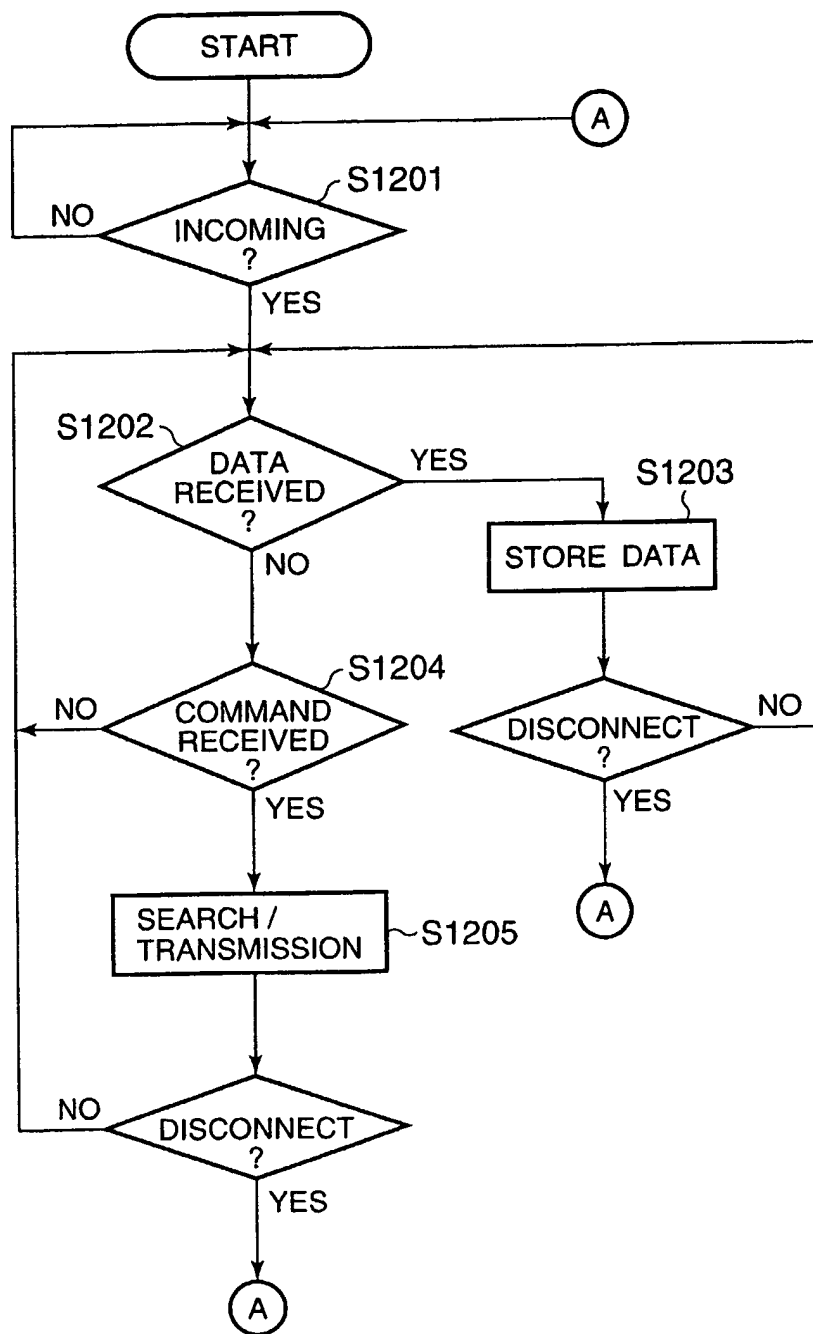 START
A
S1201
NO
INCOMING
?
YES
S1202
DATA
RECEIVED
?
YES
S1203
STORE DATA
NO
S1204
NO
COMMAND
RECEIVED
?
DISCONNECT
?
NO
YES
YES
A
SEARCH /
TRANSMISSION
S1205
NO
DISCONNECT
?
YES
A